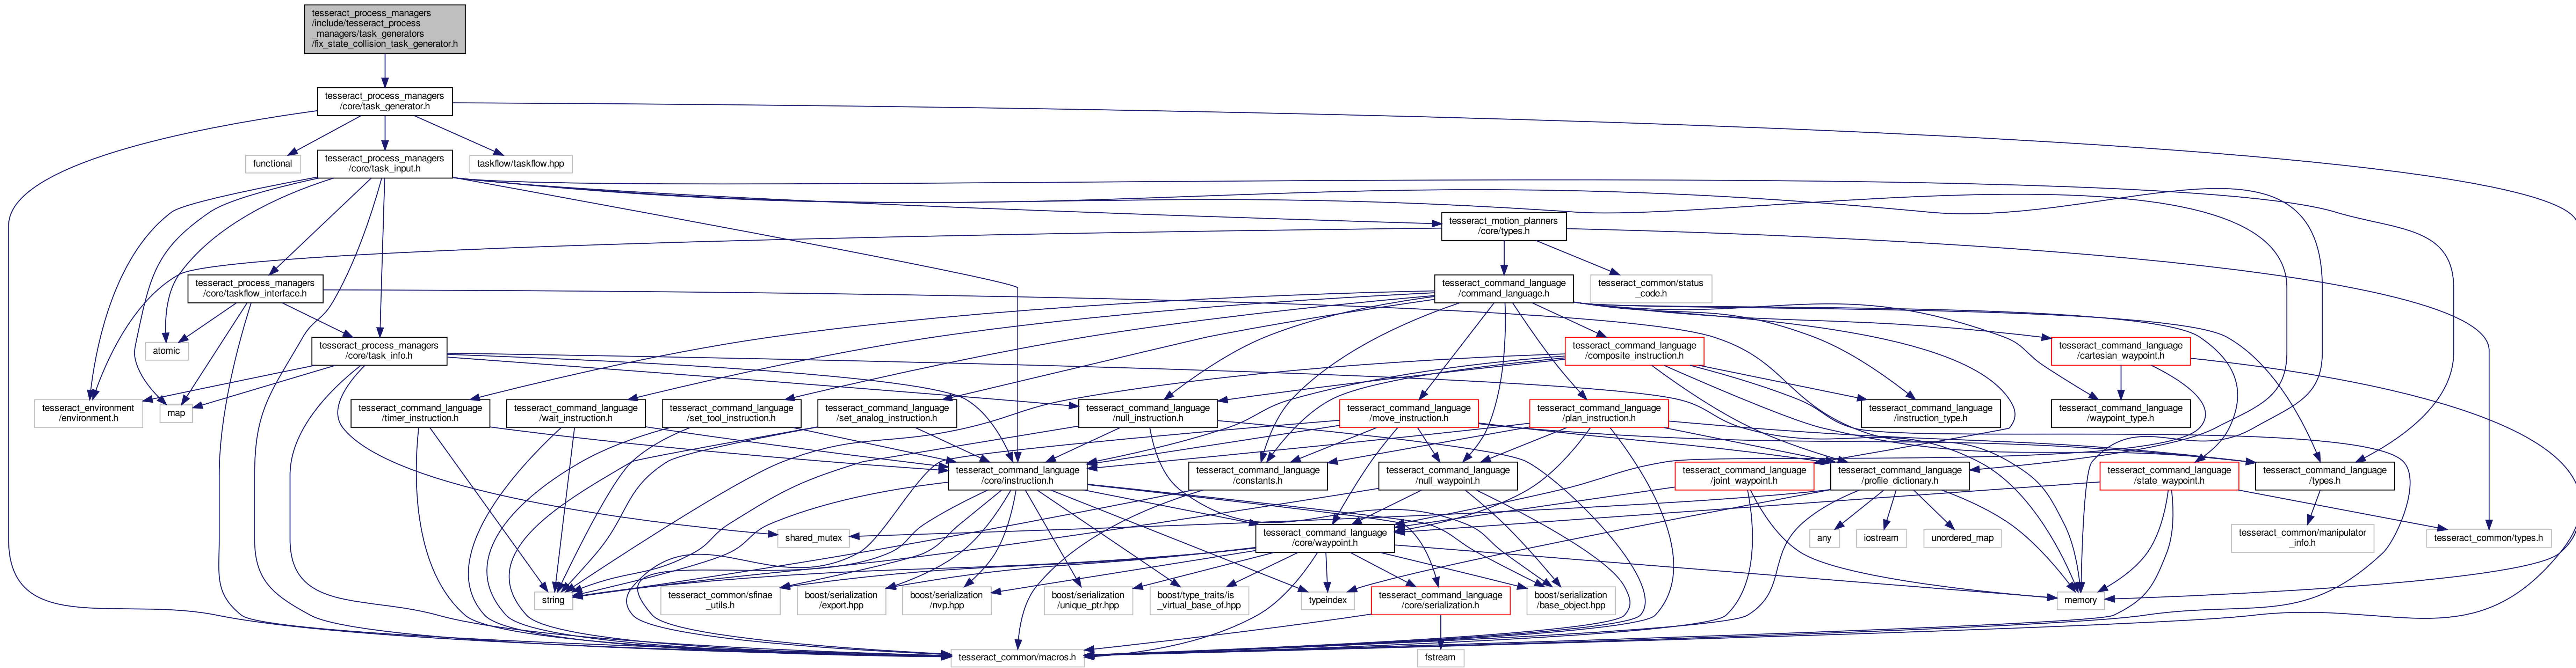 tesseract_process_managers
/include/tesseract_process
_managers/task_generators
/fix_state_collision_task_generator.h
tesseract_process_managers
/core/task_generator.h
functional
tesseract_process_managers
/core/task_input.h
taskflow/taskflow.hpp
tesseract_motion_planners
/core/types.h
tesseract_process_managers
/core/taskflow_interface.h
tesseract_command_language
/command_language.h
tesseract_common/status
_code.h
atomic
tesseract_process_managers
/core/task_info.h
tesseract_command_language
/composite_instruction.h
tesseract_command_language
/cartesian_waypoint.h
tesseract_environment
/environment.h
map
tesseract_command_language
/timer_instruction.h
tesseract_command_language
/wait_instruction.h
tesseract_command_language
/set_tool_instruction.h
tesseract_command_language
/set_analog_instruction.h
tesseract_command_language
/null_instruction.h
tesseract_command_language
/move_instruction.h
tesseract_command_language
/plan_instruction.h
tesseract_command_language
/instruction_type.h
tesseract_command_language
/waypoint_type.h
tesseract_command_language
/core/instruction.h
tesseract_command_language
/constants.h
tesseract_command_language
/null_waypoint.h
tesseract_command_language
/joint_waypoint.h
tesseract_command_language
/profile_dictionary.h
tesseract_command_language
/state_waypoint.h
tesseract_command_language
/types.h
shared_mutex
tesseract_command_language
/core/waypoint.h
any
iostream
unordered_map
tesseract_common/manipulator
_info.h
tesseract_common/types.h
string
tesseract_common/sfinae
_utils.h
boost/serialization
/export.hpp
boost/serialization
/nvp.hpp
boost/serialization
/unique_ptr.hpp
boost/type_traits/is
_virtual_base_of.hpp
typeindex
tesseract_command_language
/core/serialization.h
boost/serialization
/base_object.hpp
memory
tesseract_common/macros.h
fstream